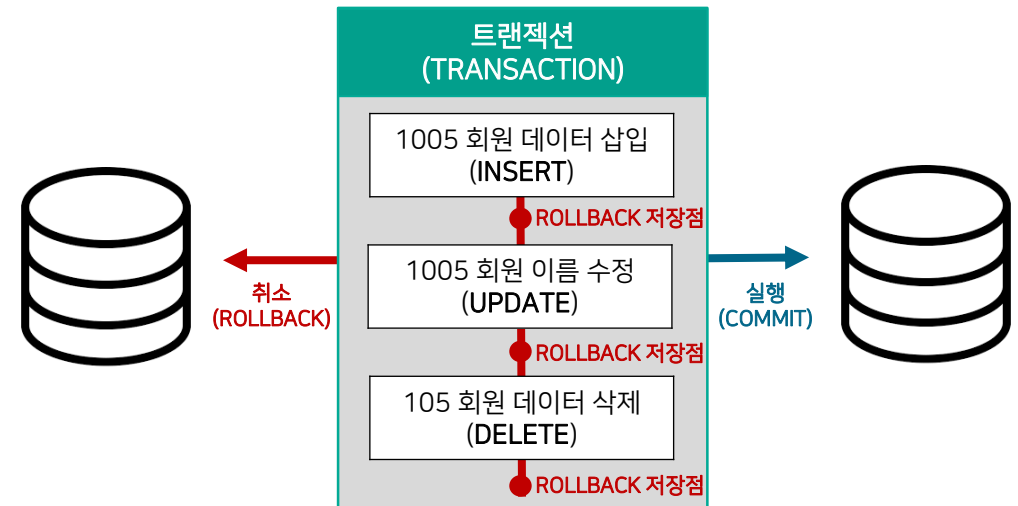 트랜젝션
(TRANSACTION)
1005 회원 데이터 삽입
(INSERT)
ROLLBACK 저장점
1005 회원 이름 수정
(UPDATE)
취소
(ROLLBACK)
실행
(COMMIT)
ROLLBACK 저장점
105 회원 데이터 삭제
(DELETE)
ROLLBACK 저장점